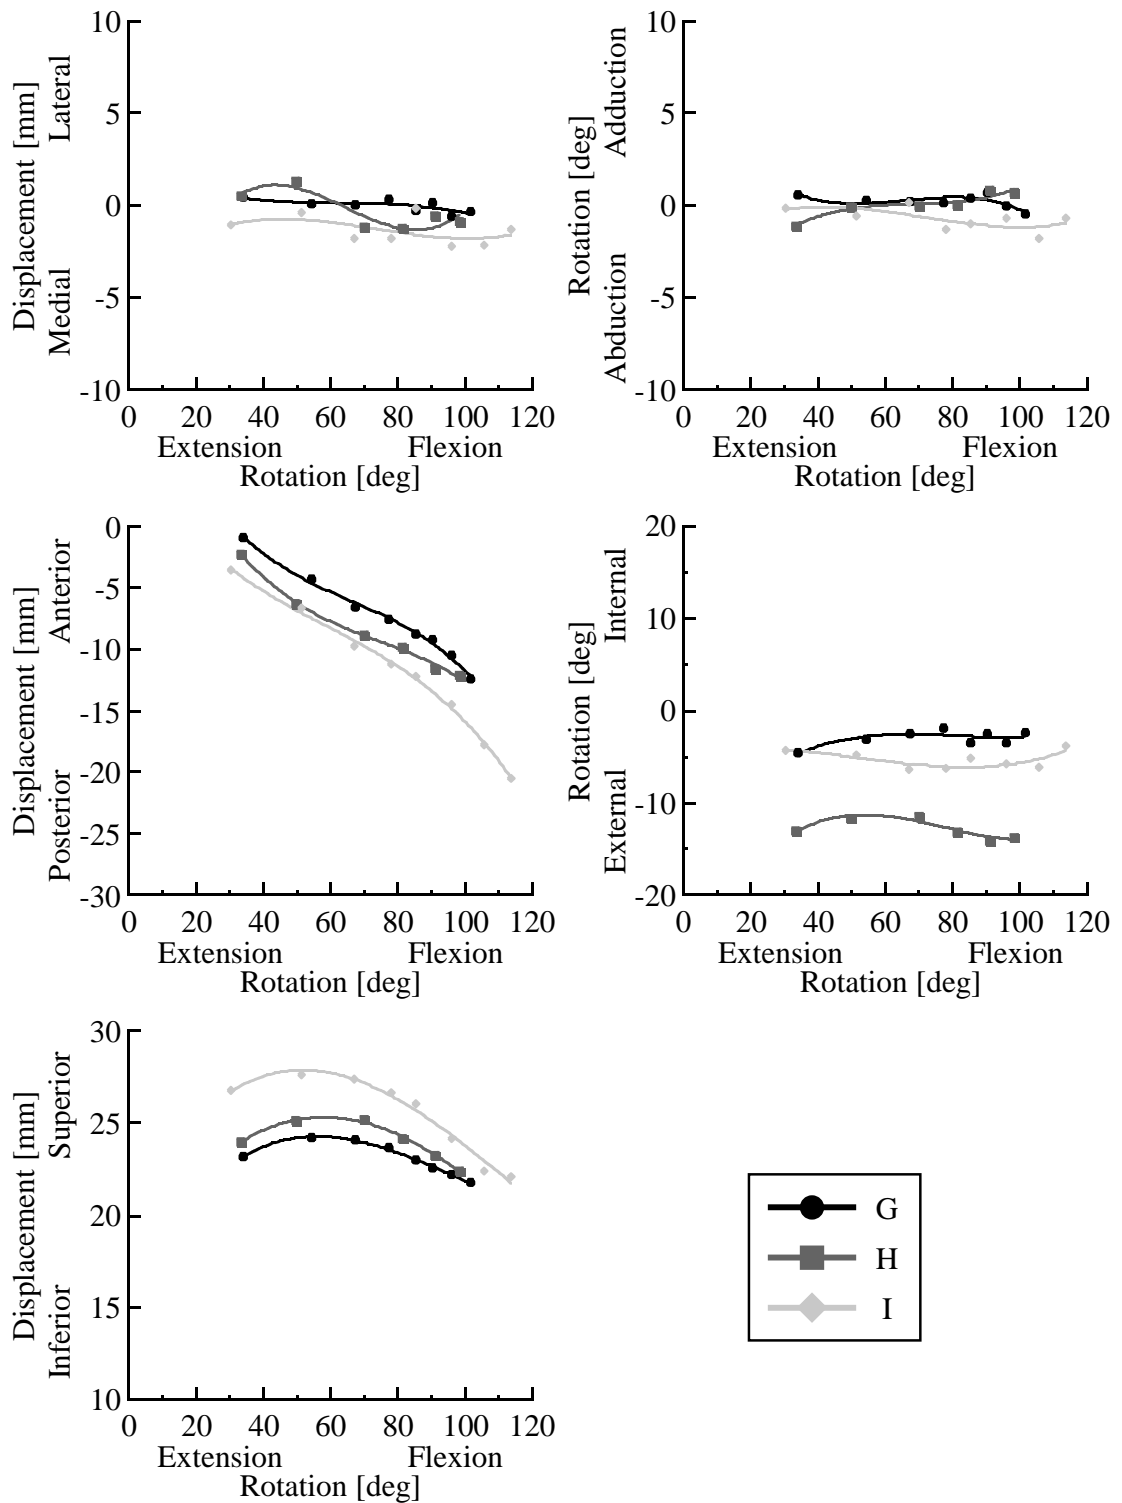 10
5
0
-5
-10
Displacement [mm]
Medial Lateral
0 20 40 60 80 100 120
Extension Flexion
Rotation [deg]
10
5
0
-5
-10
Rotation [deg]
Abduction Adduction
0 20 40 60 80 100 120
Extension Flexion
Rotation [deg]
0
-5
-10
-15
-20
-25
-30
Displacement [mm]
Posterior Anterior
0 20 40 60 80 100 120
Extension Flexion
Rotation [deg]
20
10
0
-10
-20
Rotation [deg]
External Internal
0 20 40 60 80 100 120
Extension Flexion
Rotation [deg]
30
25
20
15
10
Displacement [mm]
Inferior Superior
0 20 40 60 80 100 120
Extension Flexion
Rotation [deg]
G
H
I